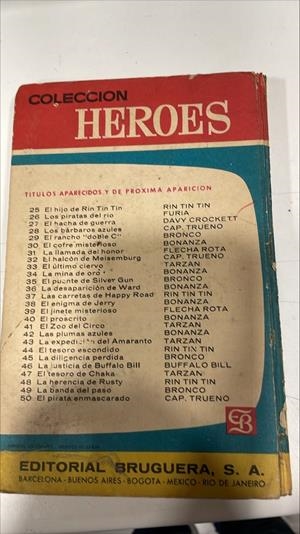 COLECCION
HEROES
TITULOS APARECIDOS Y DE PROXIMA APARICION
25 El hijo de Rin Tin Tin RIN TIN TIN
26 Los piratas del río FURIA
27 El hacha de guerra DAVY CROCKETT
28 Los bárbaros azules CAP. TRUENO
29 El rancho "doble C" BRONCO
30 El cofre misterioso BONANZA
31 La llamada del honor FLECHA ROTA
32 El halcón de Meisemburg CAP. TRUENO
33 El último ciervo TARZAN
34 La mina de oro BONANZA
35 El puente de Silver Gun BRONCO
36 La desaparición de Ward BONANZA
37 Las carretas de Happy Road RIN TIN TIN
38 El enigma de Jerry BONANZA
39 El jinete misterioso FLECHA ROTA
40 El proscrito BONANZA
41 El Zoo del Circo TARZAN
42 Las plumas azules BONANZA
43 La expedición del Amaranto TARZAN
44 El tesoro escondido RIN TIN TIN
45 La diligencia perdida BRONCO
46 La justicia de Buffalo Bill BUFFALO BILL
47 El tesoro de Chaka TARZAN
48 La herencia de Rusty RIN TIN TIN
49 La banda del paso BRONCO
50 El pirata enmascarado CAP. TRUENO
EDITORIAL BRUGUERA, S. A.
BARCELONA - BUENOS AIRES - BOGOTA - MEXICO - RIO DE JANEIRO